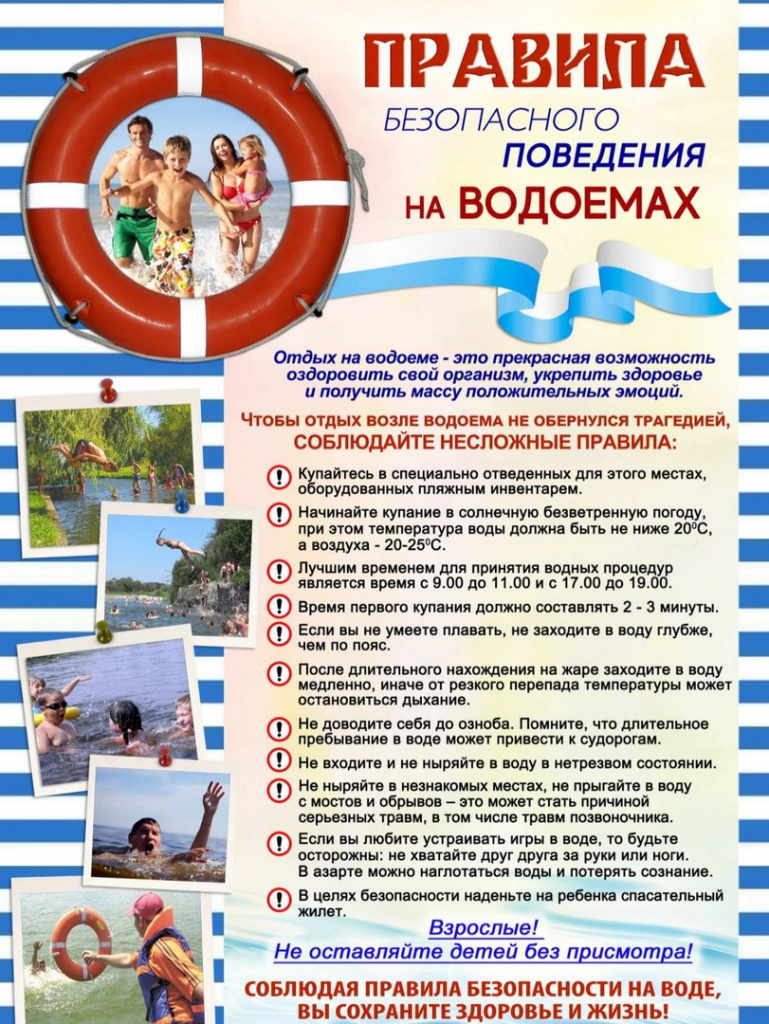 ПРАВИЛА
БЕЗОПАСНОГО
ПОВЕДЕНИЯ
НА ВОДОЕМАХ
Отдых на водоеме - это прекрасная возможность
оздоровить свой организм, укрепить здоровье
и получить массу положительных эмоций.
Чтобы отдых возле водоема не обернулся трагедией,
СОБЛЮДАЙТЕ НЕСЛОЖНЫЕ ПРАВИЛА:
Купайтесь в специально отведенных для этого местах,
оборудованных пляжным инвентарем.
Начинайте купание в солнечную безветренную погоду,
при этом температура воды должна быть не ниже 20⁰С,
а воздуха - 20-25⁰С.
Лучшим временем для принятия водных процедур
является время с 9.00 до 11.00 и с 17.00 до 19.00.
Время первого купания должно составлять 2 - 3 минуты.
Если вы не умеете плавать, не заходите в воду глубже,
чем по пояс.
После длительного нахождения на жаре заходите в воду
медленно, иначе от резкого перепада температуры может
остановиться дыхание.
Не доводите себя до озноба. Помните, что длительное
пребывание в воде может привести к судорогам.
Не входите и не ныряйте в воду в нетрезвом состоянии.
Не ныряйте в незнакомых местах, не прыгайте в воду
с мостов и обрывов – это может стать причиной
серьезных травм, в том числе травм позвоночника.
Если вы любите устраивать игры в воде, то будьте
осторожны: не хватайте друг друга за руки или ноги.
В азарте можно наглотаться воды и потерять сознание.
В целях безопасности наденьте на ребенка спасательный
жилет.
Взрослые!
Не оставляйте детей без присмотра!
СОБЛЮДАЯ ПРАВИЛА БЕЗОПАСНОСТИ НА ВОДЕ,
ВЫ СОХРАНИТЕ ЗДОРОВЬЕ И ЖИЗНЬ!